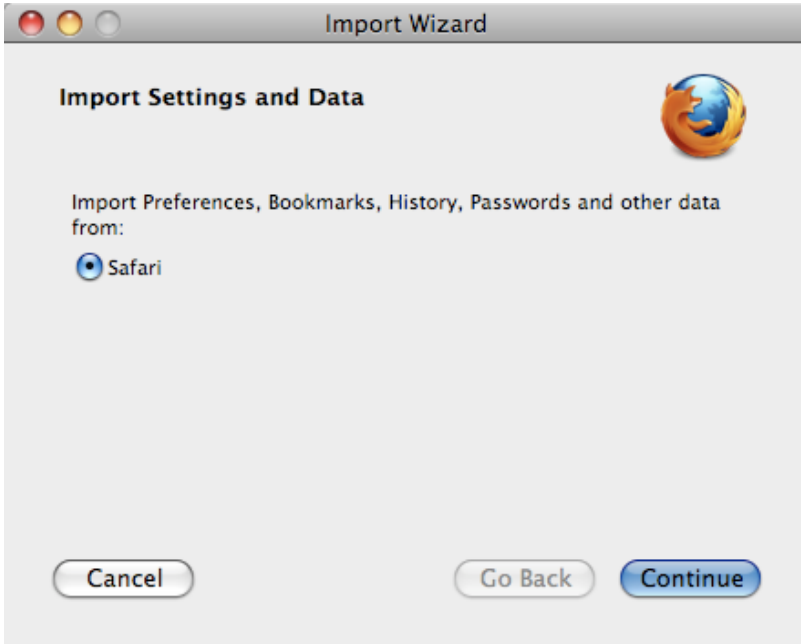 Import Wizard
Import Settings and Data
Import Preferences, Bookmarks, History, Passwords and other data
from:
Safari
Cancel
Go Back
Continue